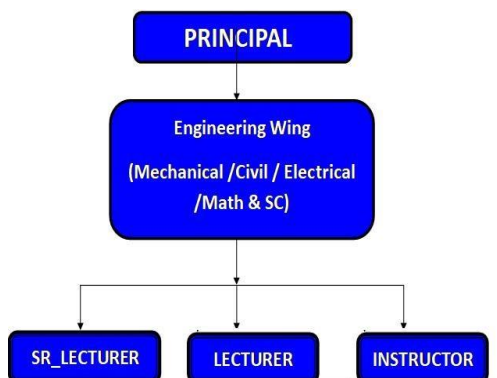 PRINCIPAL
Engineering Wing
(Mechanical /Civil / Electrical
/Math & SC)
SR_LECTURER
LECTURER
INSTRUCTOR